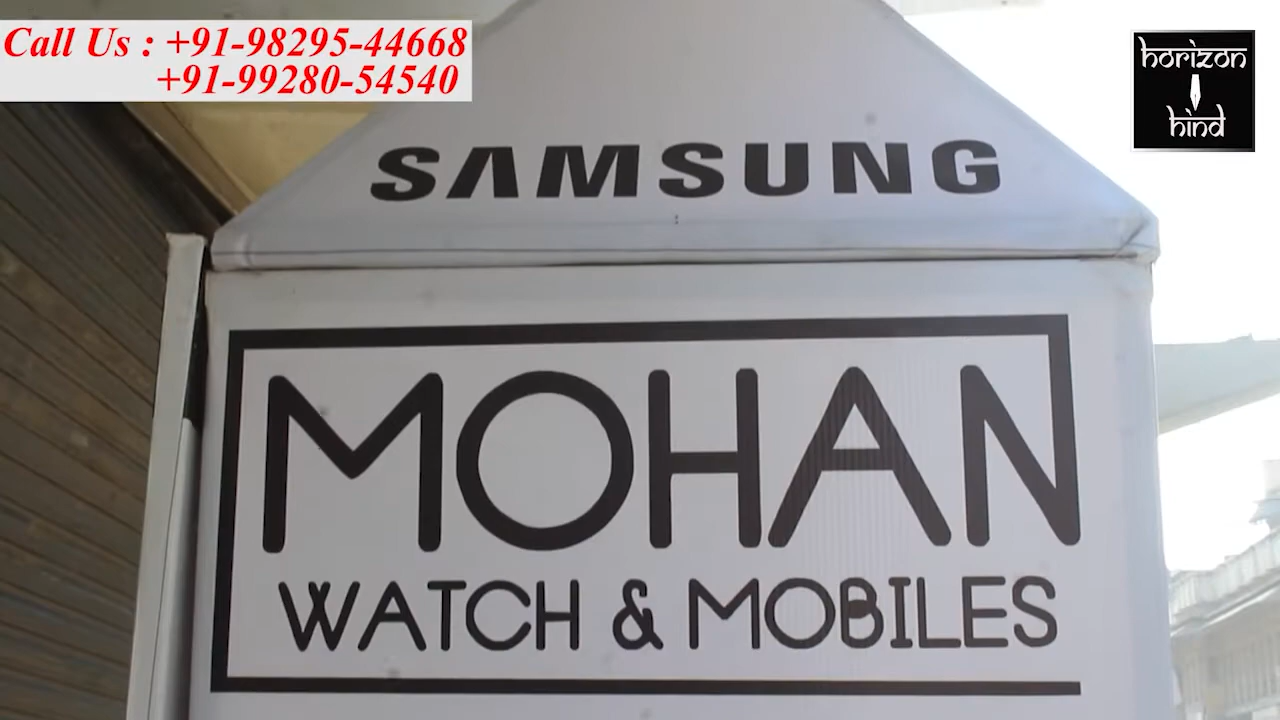 Call Us : +91-98295-44668
+91-99280-54540
horizon
hind
SAMSUNG
MOHAN
WATCH & MOBILES